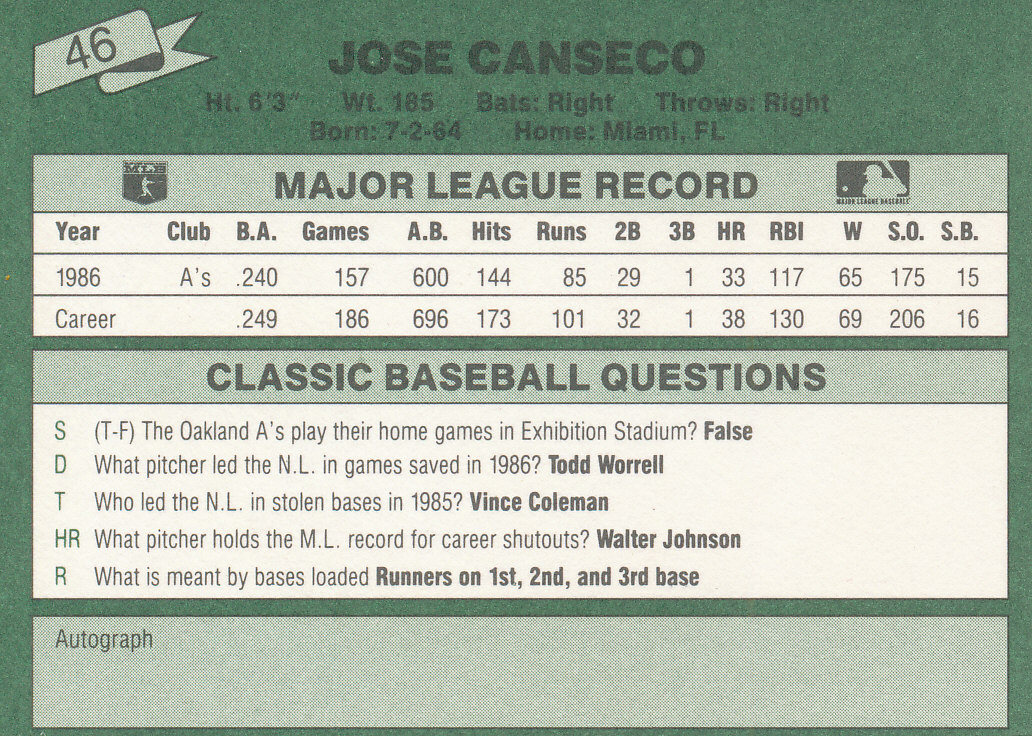 46
JOSE CANSECO
Ht. 6'3" Wt. 185 Bats: Right Throws: Right
Born: 7-2-64 Home: Miami, FL
MLB MAJOR LEAGUE RECORD MAJOR LEAGUE BASEBALL
Year Club B.A. Games A.B. Hits Runs 2B 3B HR RBI W S.O. S.B.
1986 A's .240 157 600 144 85 29 1 33 117 65 175 15
Career .249 186 696 173 101 32 1 38 130 69 206 16
CLASSIC BASEBALL QUESTIONS
S (T-F) The Oakland A's play their home games in Exhibition Stadium? False
D What pitcher led the N.L. in games saved in 1986? Todd Worrell
T Who led the N.L. in stolen bases in 1985? Vince Coleman
HR What pitcher holds the M.L. record for career shutouts? Walter Johnson
R What is meant by bases loaded Runners on 1st, 2nd, and 3rd base
Autograph